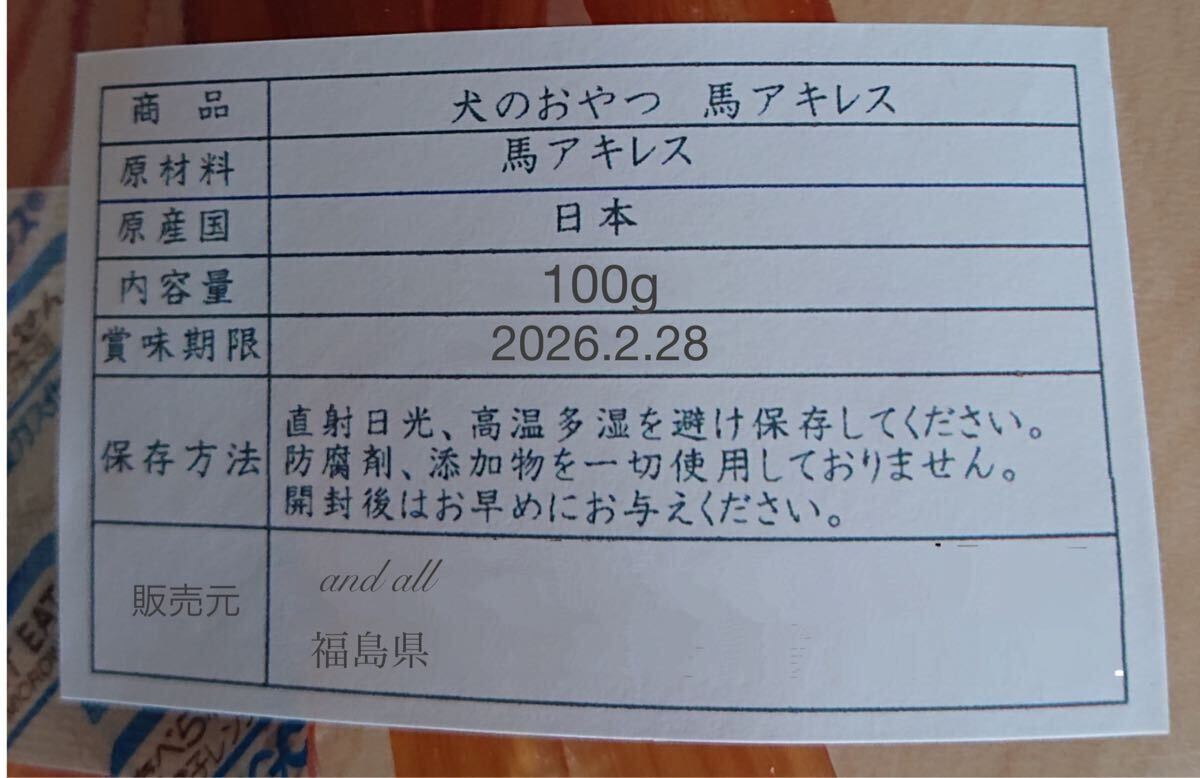 商品 犬のおやつ 馬アキレス
原材料 馬アキレス
原産国 日本
内容量 100g
賞味期限 2026.2.28
保存方法 直射日光、高温多湿を避け保存してください。
防腐剤、添加物を一切使用しておりません。
開封後はお早めにお与えください。
販売元 and all
福島県